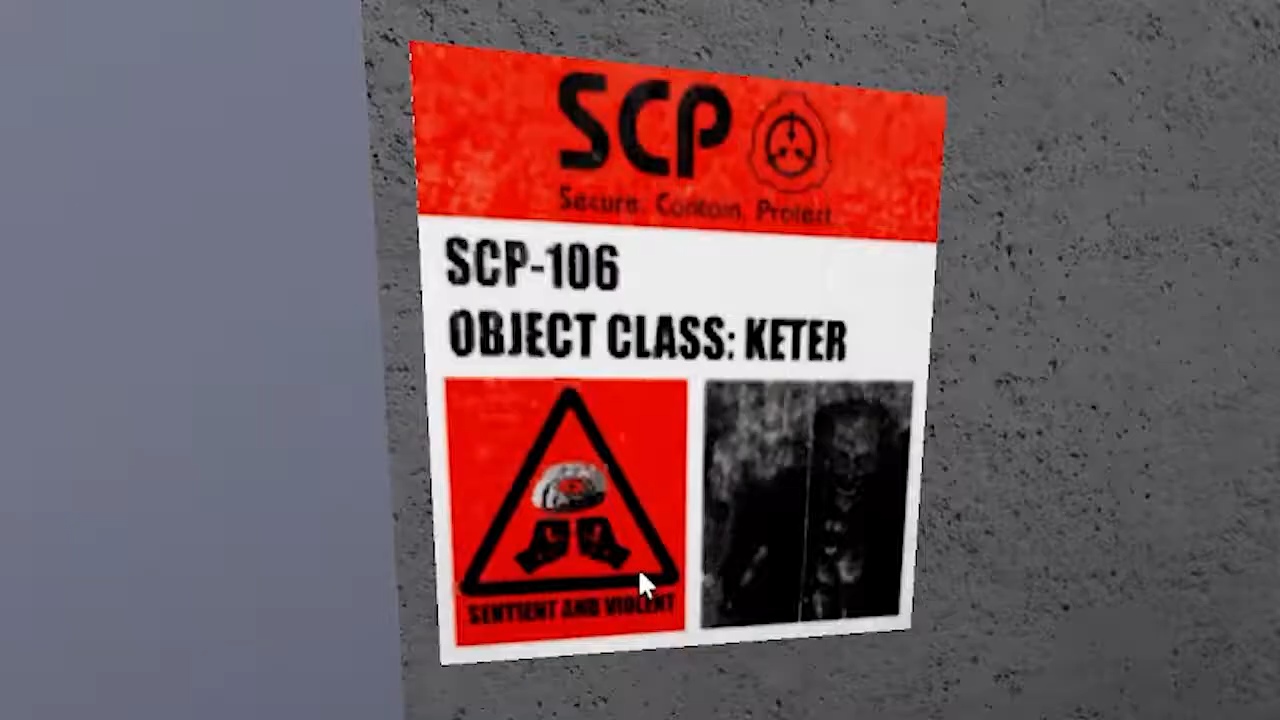 SCP
Secure. Contain. Protect.
SCP-106
OBJECT CLASS: KETER
SENTIENT AND VIOLENT